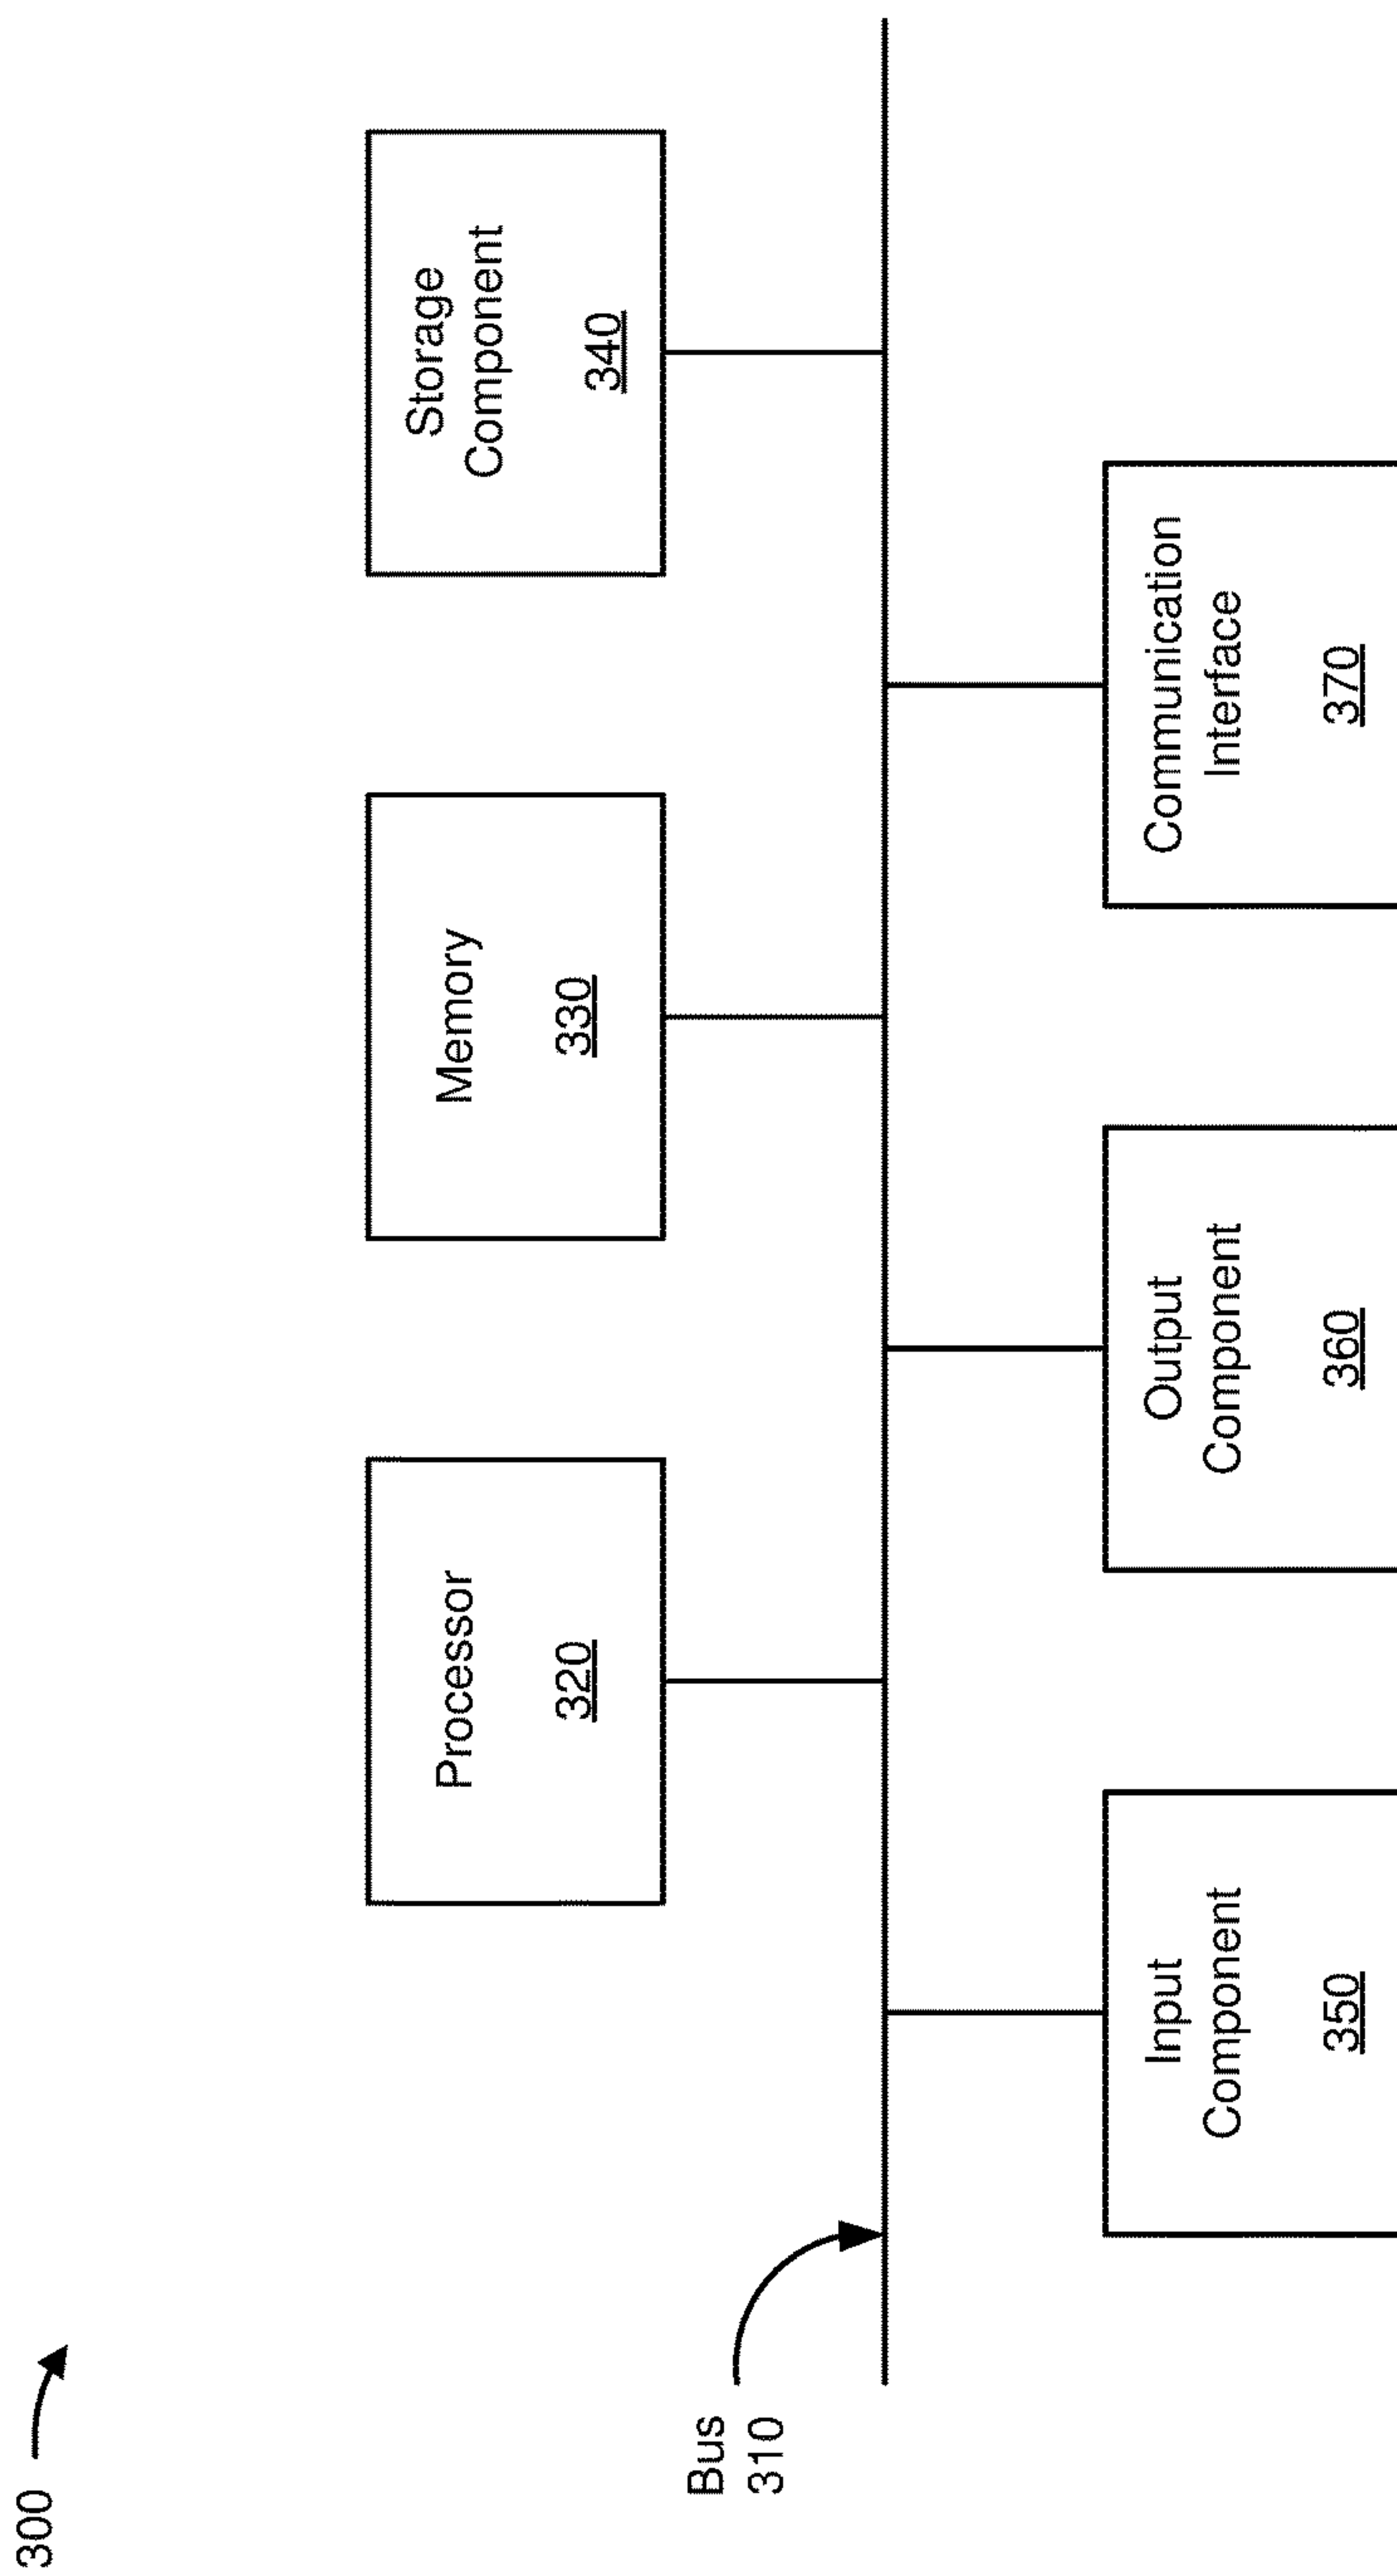 300
Processor
320
Memory
330
Storage
Component
340
Bus
310
Input
Component
350
Output
Component
360
Communication
Interface
370